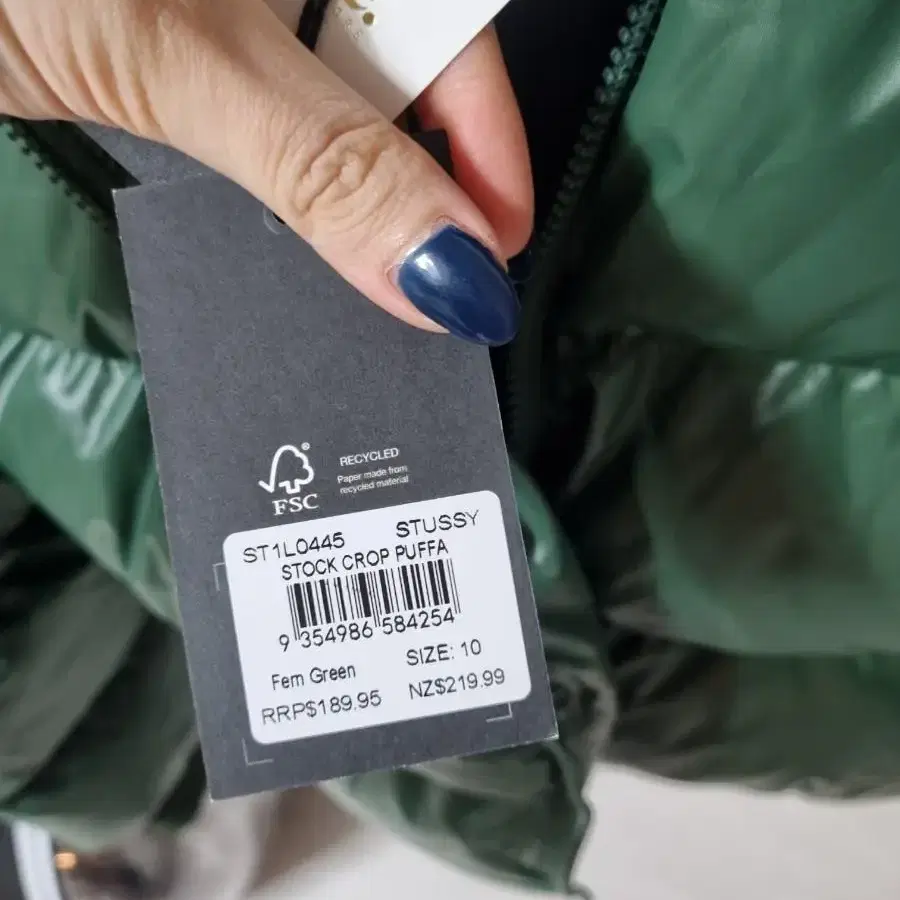 RECYCLED
Paper made from
recycled material
FSC
ST1L0445 STUSSY
STOCK CROP PUFFA
9 354986 584254
Fern Green SIZE: 10
RRP$189.95 NZ$219.99